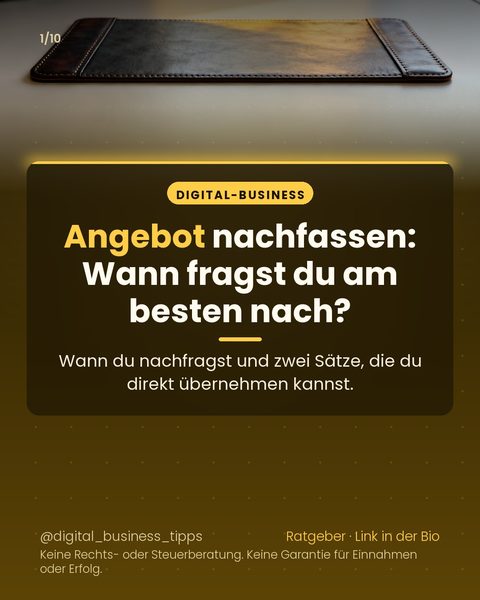 1/10
DIGITAL-BUSINESS
Angebot nachfassen:
Wann fragst du am
besten nach?
Wann du nachfragst und zwei Sätze, die du
direkt übernehmen kannst.
@digital_business_tipps
Ratgeber · Link in der Bio
Keine Rechts- oder Steuerberatung. Keine Garantie für Einnahmen
oder Erfolg.